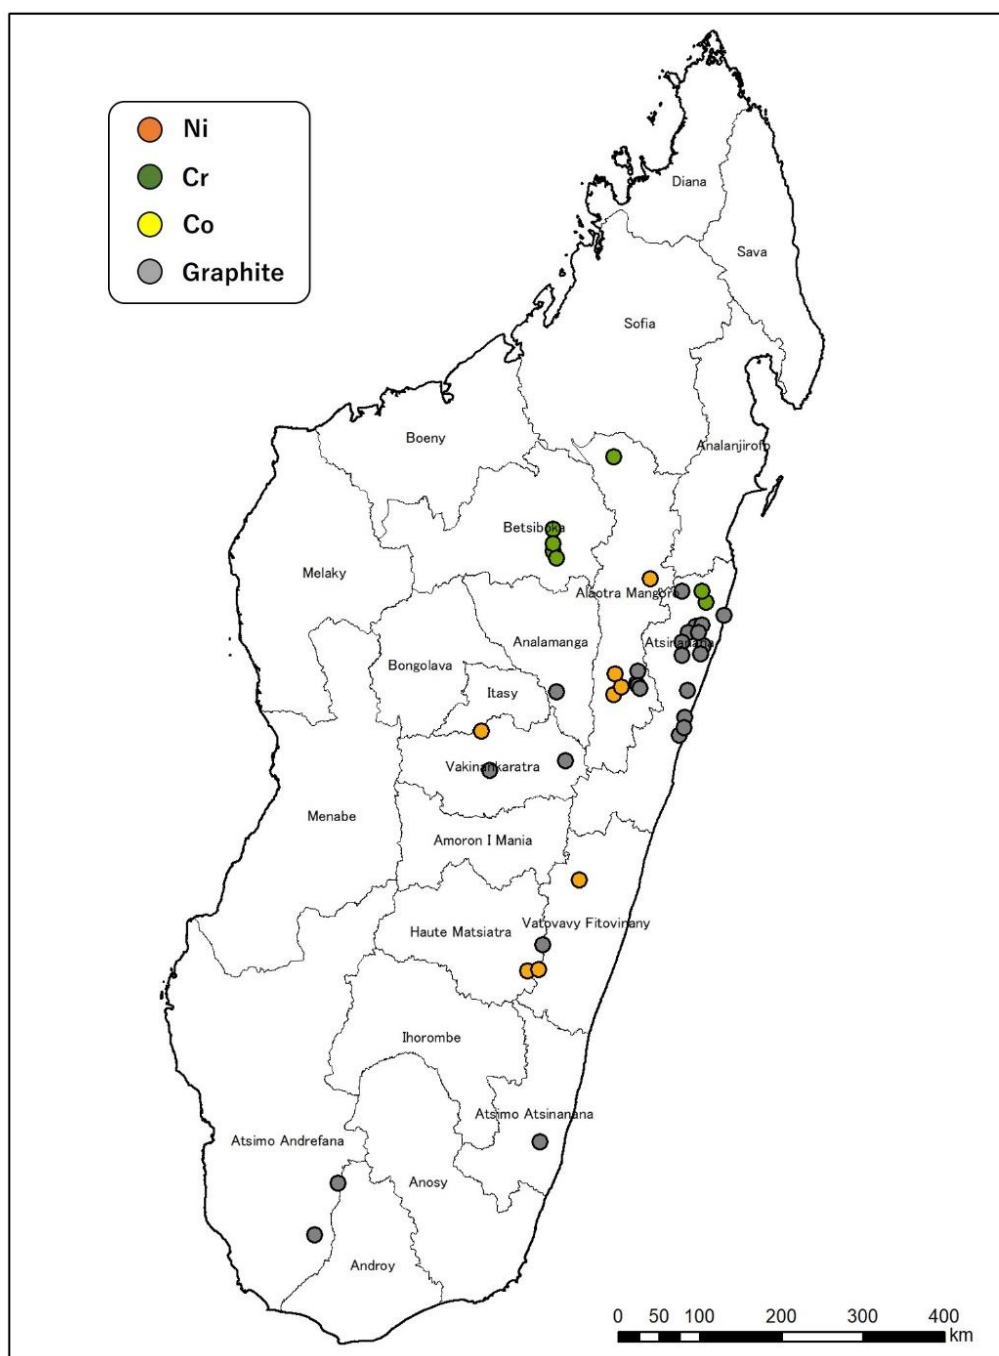 Ni
Cr
Co
Graphite
Diana
Sava
Sofia
Analanjirofo
Boeny
Betsiboka
Melaky
Alaotra Mangoro
Analamanga
Atsinanana
Bongolava
Itasy
Vakinankaratra
Menabe
Amoron I Mania
Vatovavy Fitovinany
Haute Matsiatra
Ihorombe
Atsimo Atsinanana
Atsimo Andrefana
Anosy
Androy
0 50 100 200 300 400
km